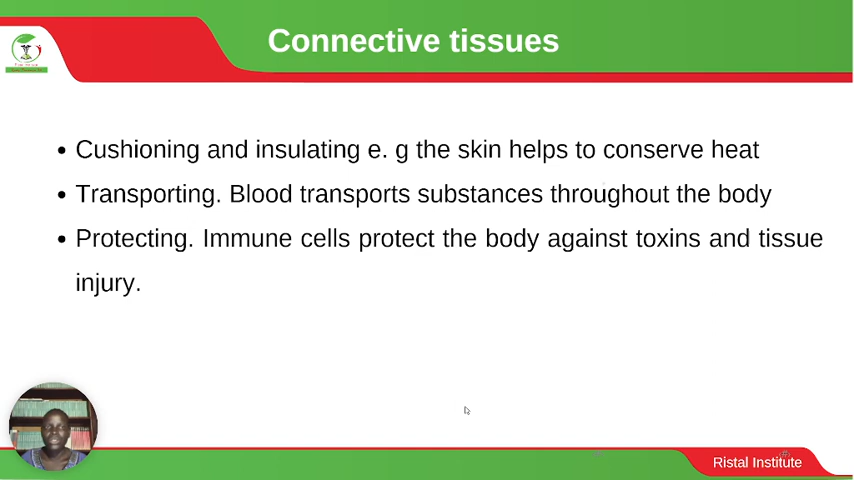 Connective tissues
• Cushioning and insulating e. g the skin helps to conserve heat
• Transporting. Blood transports substances throughout the body
• Protecting. Immune cells protect the body against toxins and tissue
injury.
Ristal Institute